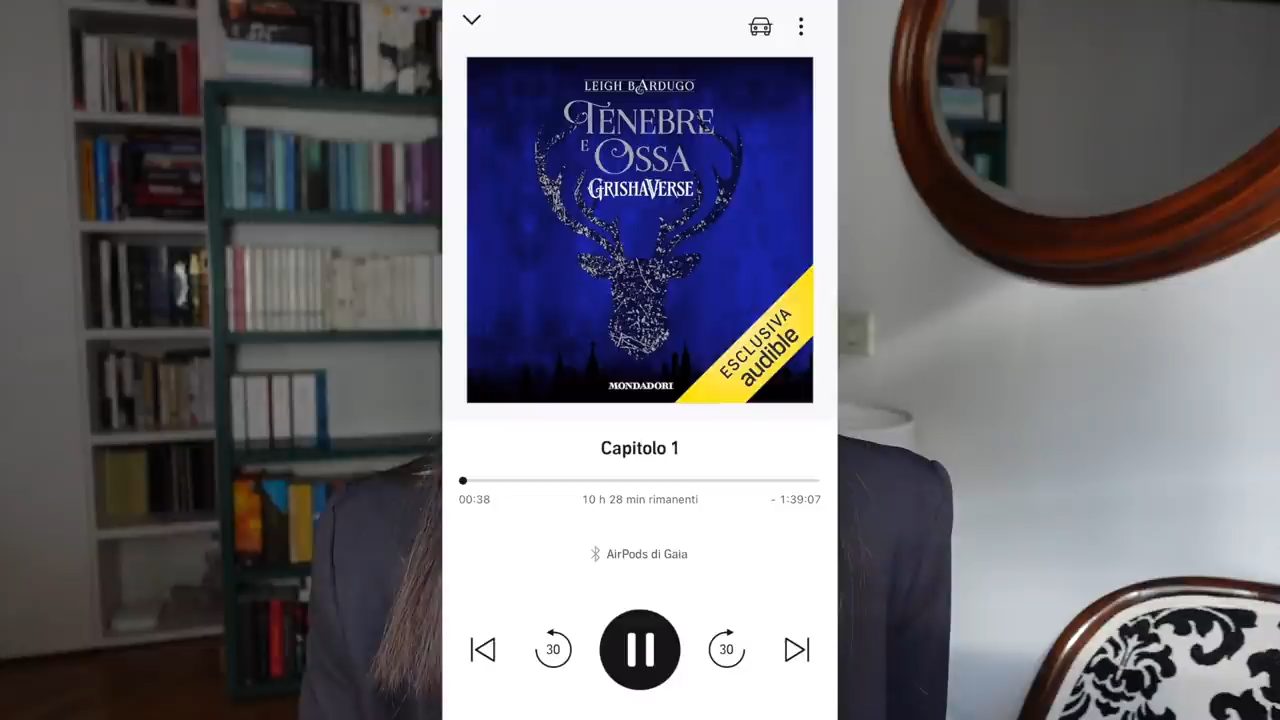 LEIGH BARDUGO
TENEBRE
E OSSA
GRISHAVERSE
ESCLUSIVA
audible
MONDADORI
Capitolo 1
00:38
10 h 28 min rimanenti
- 1:39:07
AirPods di Gaia
30
30